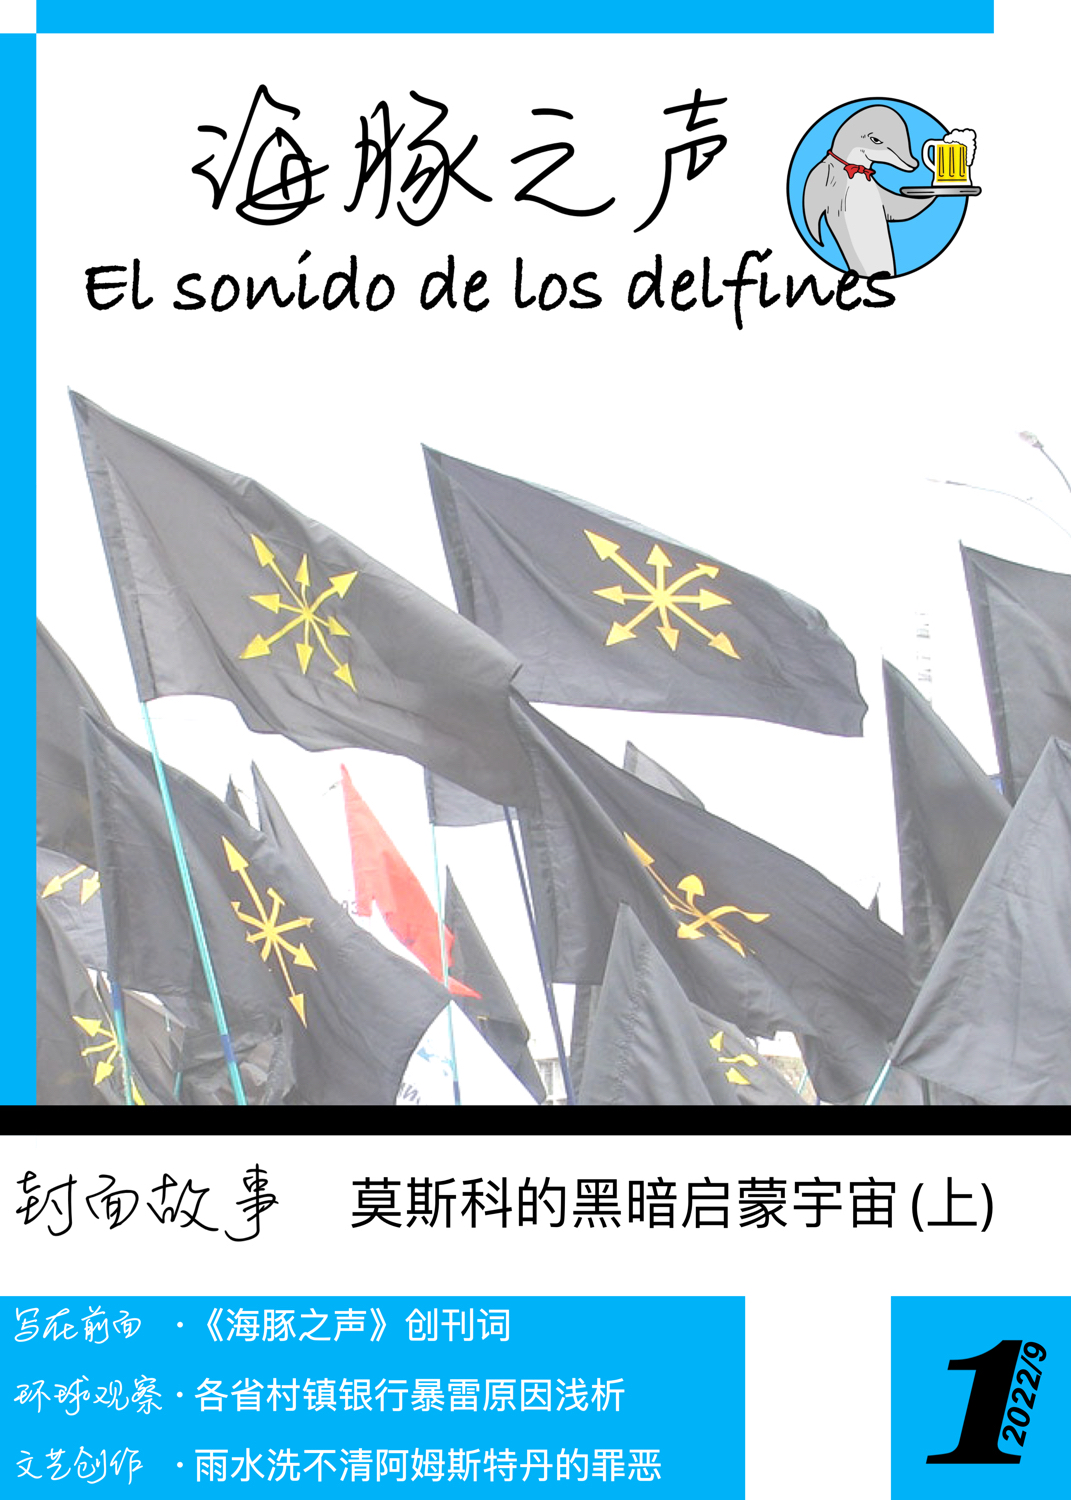 海豚之声
El sonido de los delfines
封面故事 莫斯科的黑暗启蒙宇宙(上)
写在前面 ·《海豚之声》创刊词
环球观察 · 各省村镇银行暴雷原因浅析
文艺创作 · 雨水洗不清阿姆斯特丹的罪恶
1
2022/9